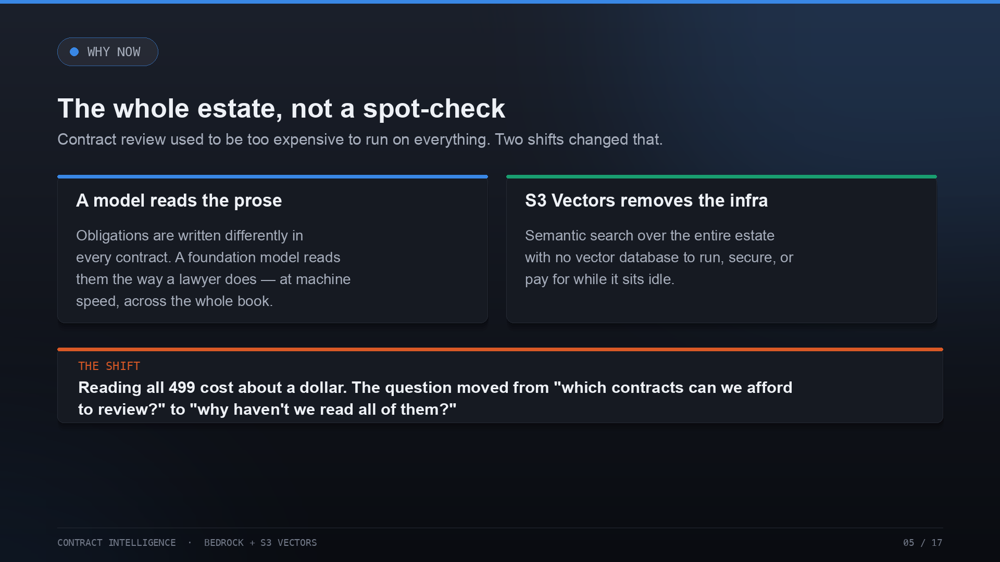 WHY NOW
The whole estate, not a spot-check
Contract review used to be too expensive to run on everything. Two shifts changed that.
A model reads the prose
Obligations are written differently in
every contract. A foundation model reads
them the way a lawyer does — at machine
speed, across the whole book.
S3 Vectors removes the infra
Semantic search over the entire estate
with no vector database to run, secure, or
pay for while it sits idle.
THE SHIFT
Reading all 499 cost about a dollar. The question moved from "which contracts can we afford
to review?" to "why haven't we read all of them?"
CONTRACT INTELLIGENCE · BEDROCK + S3 VECTORS
05 / 17